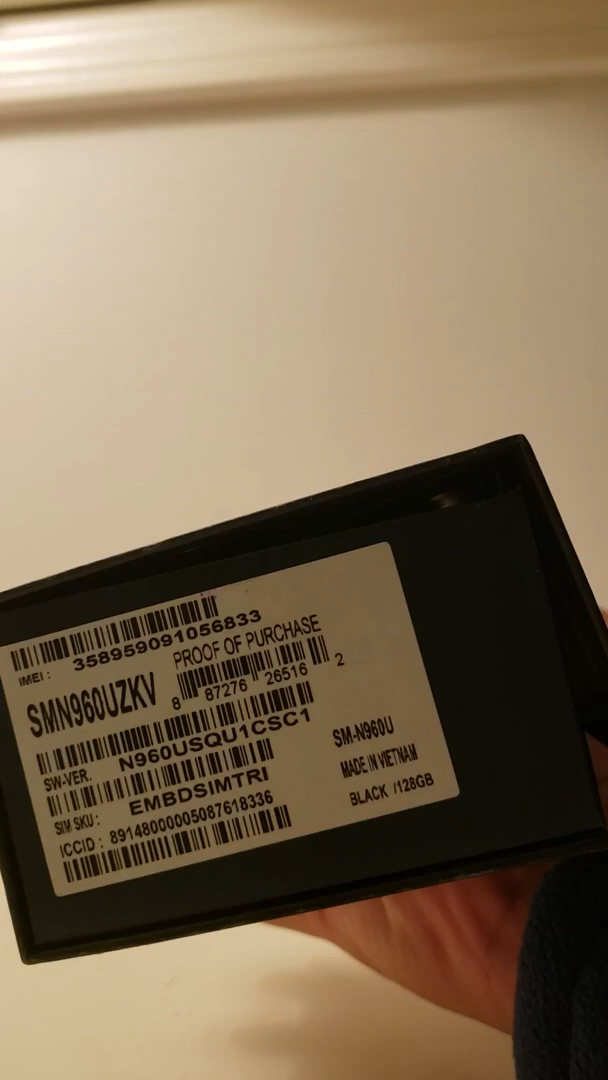 IMEI : 358959091056833
SMN960UZKV
PROOF OF PURCHASE
8 87276 26516 2
SW-VER. N960USQU1CSC1
SIM SKU : EMBDSIMTRI
ICCID : 89148000005087618336
SM-N960U
MADE IN VIETNAM
BLACK /128GB